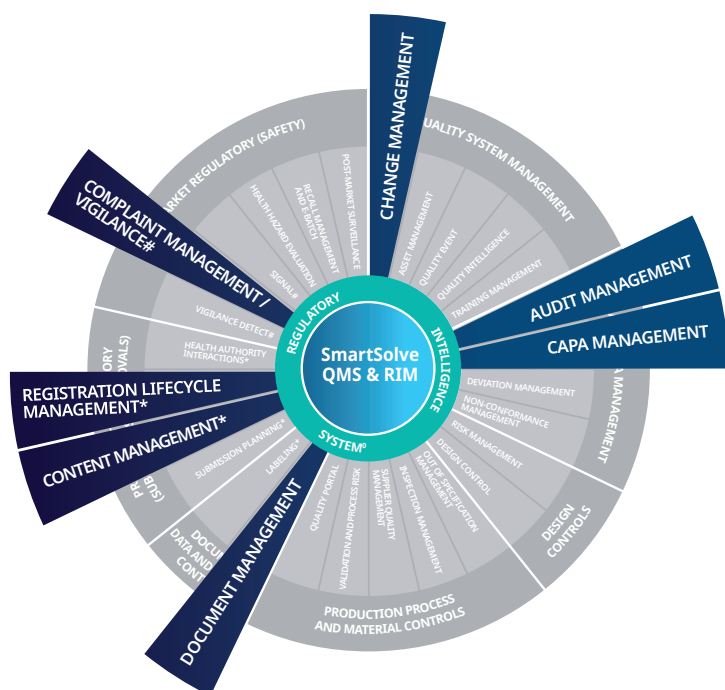 SmartSolve
QMS & RIM
REGULATORY
INTELLIGENCE
SYSTEM◊
CHANGE MANAGEMENT
QUALITY SYSTEM MANAGEMENT
ASSET MANAGEMENT
QUALITY EVENT
QUALITY INTELLIGENCE
TRAINING MANAGEMENT
AUDIT MANAGEMENT
CAPA MANAGEMENT
MANAGEMENT
DEVIATION MANAGEMENT
NON-CONFORMANCE
MANAGEMENT
RISK MANAGEMENT
DESIGN CONTROL
DESIGN
CONTROLS
OUT OF SPECIFICATION
MANAGEMENT
INSPECTION MANAGEMENT
SUPPLIER QUALITY
MANAGEMENT
VALIDATION AND PROCESS RISK
QUALITY PORTAL
PRODUCTION PROCESS
AND MATERIAL CONTROLS
DOCUMENT MANAGEMENT
DATA AND
LABELING*
SUBMISSION PLANNING*
CONTENT MANAGEMENT*
REGISTRATION LIFECYCLE
MANAGEMENT*
HEALTH AUTHORITY
INTERACTIONS*
VIGILANCE DETECT#
COMPLAINT MANAGEMENT /
VIGILANCE#
REGULATORY (SAFETY)
SIGNAL#
HEALTH HAZARD EVALUATION
RECALL MANAGEMENT
AND E-BATCH
POST-MARKET SURVEILLANCE